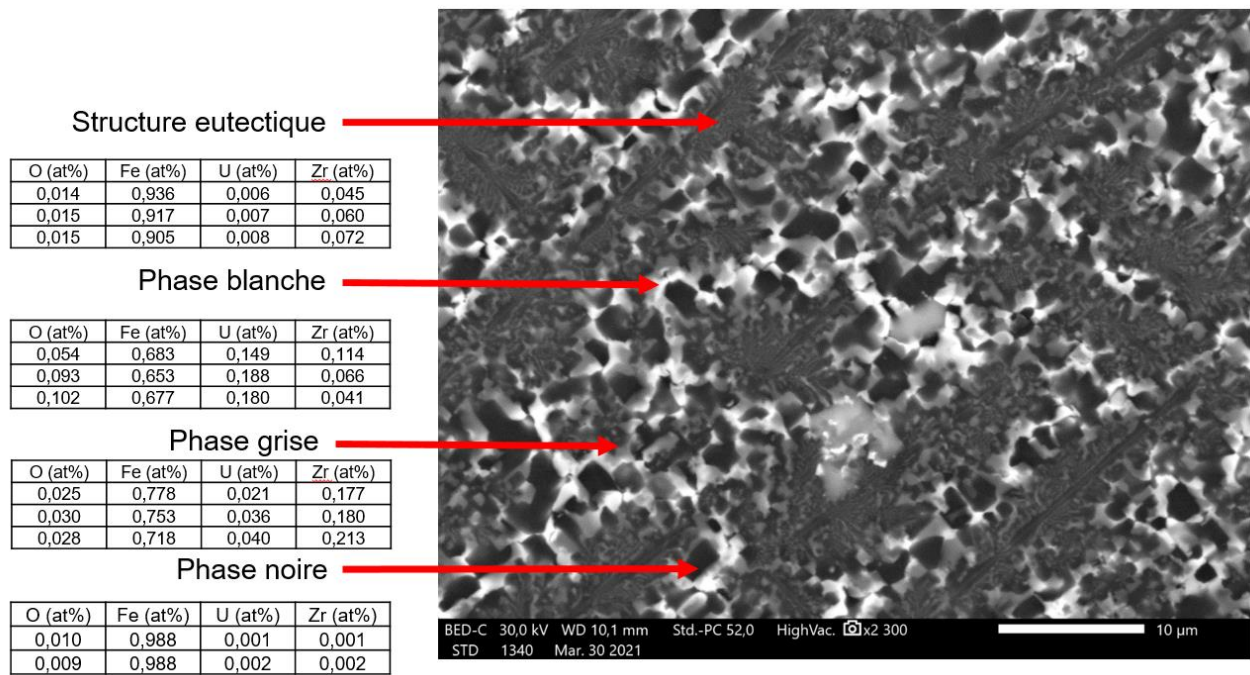 Structure eutectique
O (at%) Fe (at%) U (at%) Zr (at%)
0,014 0,936 0,006 0,045
0,015 0,917 0,007 0,060
0,015 0,905 0,008 0,072
Phase blanche
O (at%) Fe (at%) U (at%) Zr (at%)
0,054 0,683 0,149 0,114
0,093 0,653 0,188 0,066
0,102 0,677 0,180 0,041
Phase grise
O (at%) Fe (at%) U (at%) Zr (at%)
0,025 0,778 0,021 0,177
0,030 0,753 0,036 0,180
0,028 0,718 0,040 0,213
Phase noire
O (at%) Fe (at%) U (at%) Zr (at%)
0,010 0,988 0,001 0,001
0,009 0,988 0,002 0,002
BED-C 30,0 kV WD 10,1 mm Std.-PC 52,0 HighVac. x2 300 10 µm
STD 1340 Mar. 30 2021